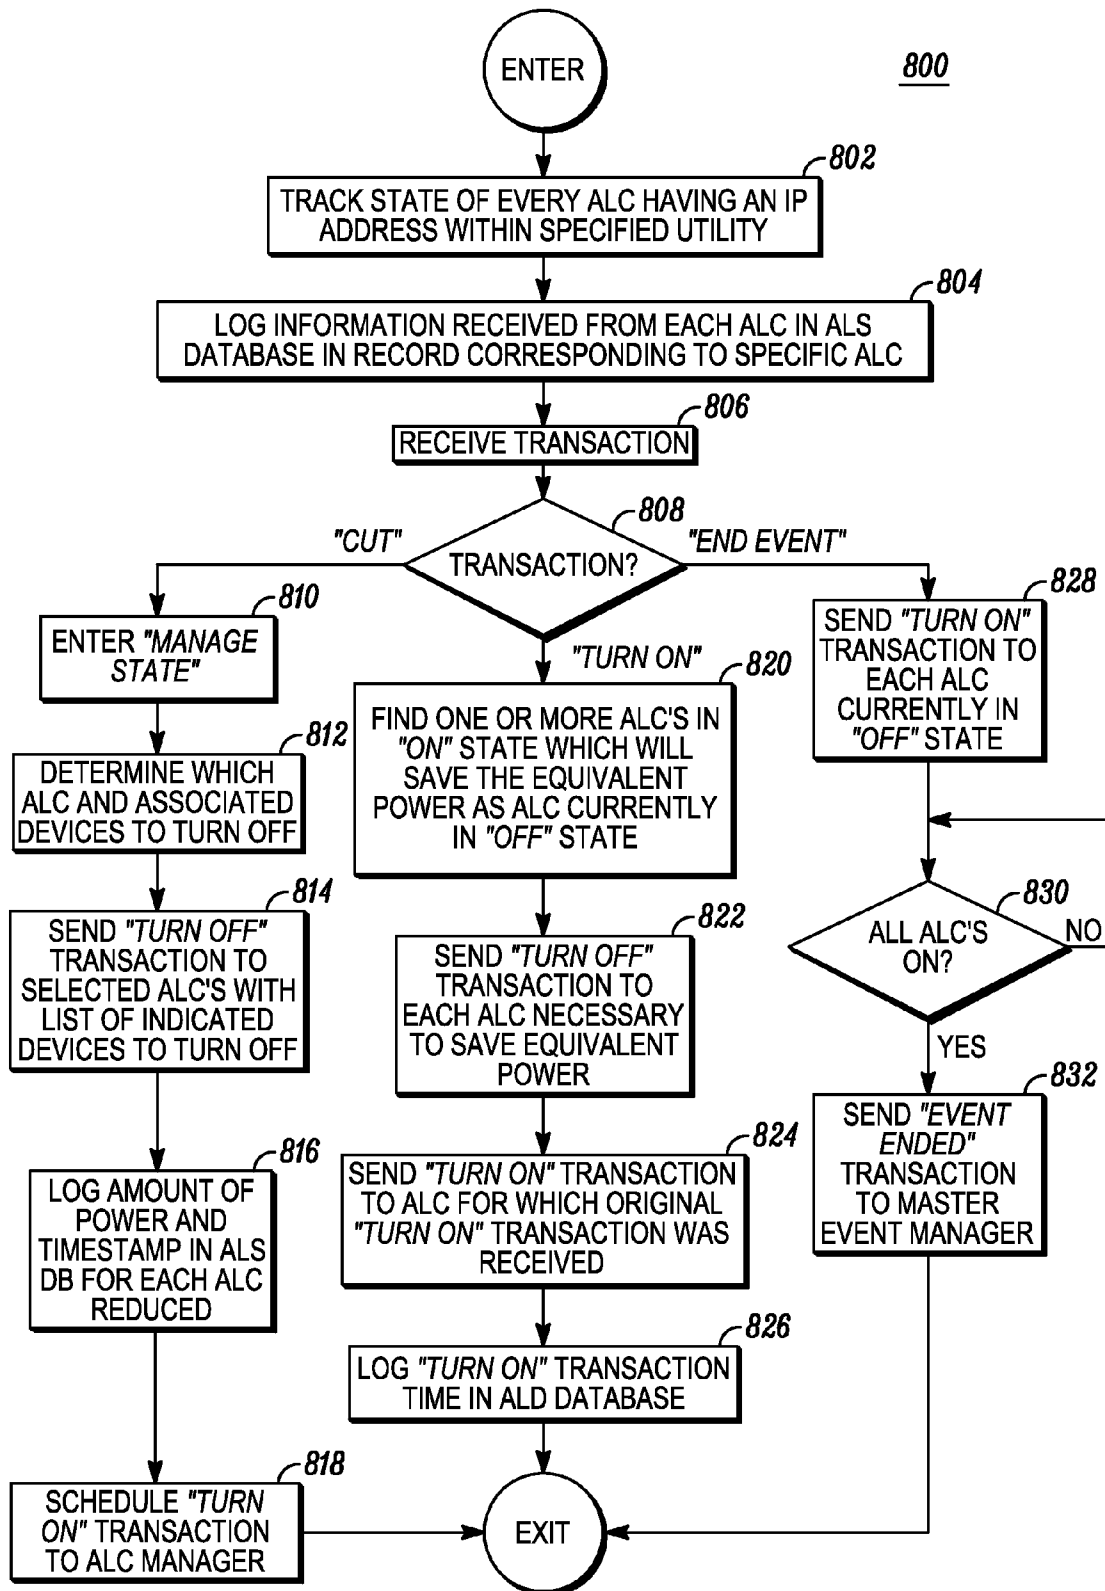 ENTER
800
802
TRACK STATE OF EVERY ALC HAVING AN IP
ADDRESS WITHIN SPECIFIED UTILITY
804
LOG INFORMATION RECEIVED FROM EACH ALC IN ALS
DATABASE IN RECORD CORRESPONDING TO SPECIFIC ALC
806
RECEIVE TRANSACTION
808
TRANSACTION?
"CUT"
"END EVENT"
"TURN ON"
810
ENTER "MANAGE
STATE"
812
DETERMINE WHICH
ALC AND ASSOCIATED
DEVICES TO TURN OFF
814
SEND "TURN OFF"
TRANSACTION TO
SELECTED ALC'S WITH
LIST OF INDICATED
DEVICES TO TURN OFF
816
LOG AMOUNT OF
POWER AND
TIMESTAMP IN ALS
DB FOR EACH ALC
REDUCED
818
SCHEDULE "TURN
ON" TRANSACTION
TO ALC MANAGER
820
FIND ONE OR MORE ALC'S IN
"ON" STATE WHICH WILL
SAVE THE EQUIVALENT
POWER AS ALC CURRENTLY
IN "OFF" STATE
822
SEND "TURN OFF"
TRANSACTION TO
EACH ALC NECESSARY
TO SAVE EQUIVALENT
POWER
824
SEND "TURN ON" TRANSACTION
TO ALC FOR WHICH ORIGINAL
"TURN ON" TRANSACTION WAS
RECEIVED
826
LOG "TURN ON" TRANSACTION
TIME IN ALD DATABASE
828
SEND "TURN ON"
TRANSACTION TO
EACH ALC
CURRENTLY IN
"OFF" STATE
830
ALL ALC'S
ON?
NO
YES
832
SEND "EVENT
ENDED"
TRANSACTION
TO MASTER
EVENT MANAGER
EXIT